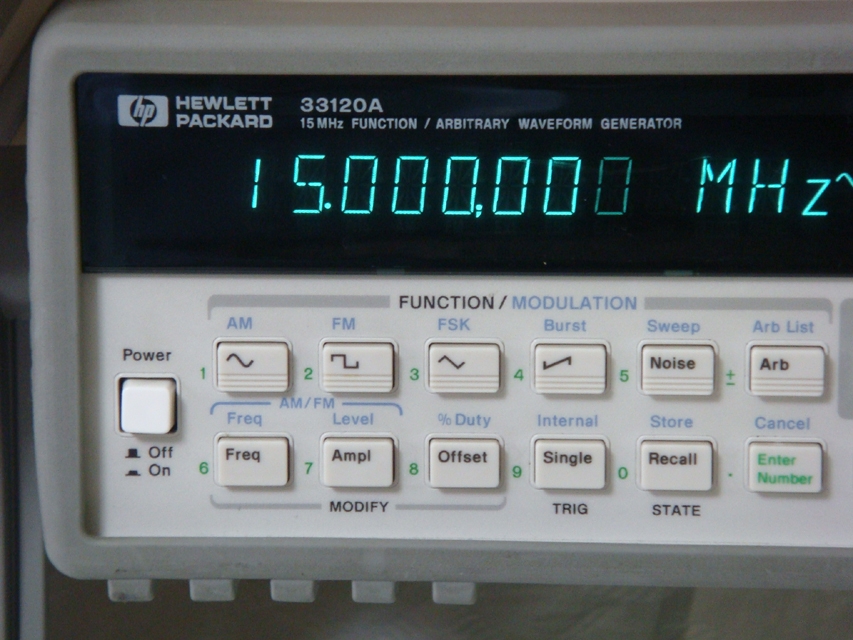 hp HEWLETT PACKARD 33120A
15 MHz FUNCTION / ARBITRARY WAVEFORM GENERATOR
15.000,000 MHz~
FUNCTION / MODULATION
AM FM FSK Burst Sweep Arb List
Power
1 2 3 4 5 Noise ± Arb
AM/FM
Freq Level %Duty Internal Store Cancel
Off
On
6 Freq 7 Ampl 8 Offset 9 Single 0 Recall . Enter Number
MODIFY TRIG STATE